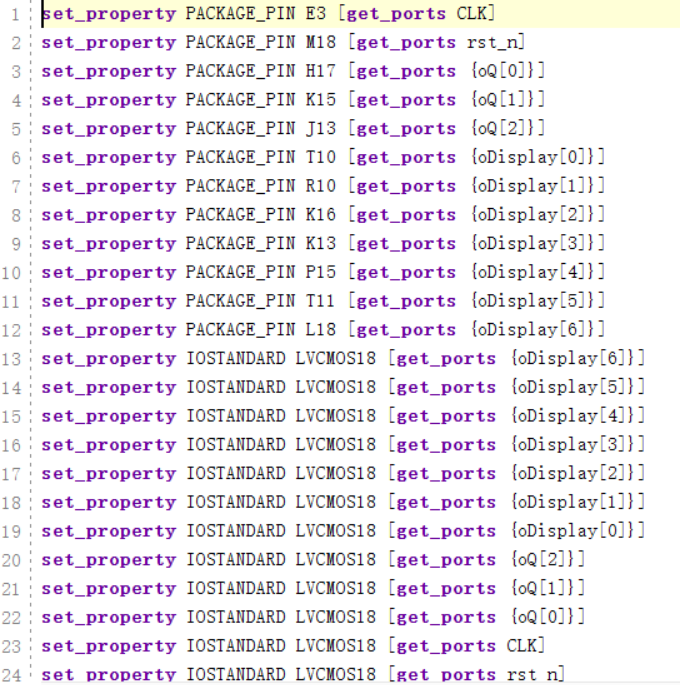 1 set_property PACKAGE_PIN E3 [get_ports CLK]
2 set_property PACKAGE_PIN M18 [get_ports rst_n]
3 set_property PACKAGE_PIN H17 [get_ports {oQ[0]}]
4 set_property PACKAGE_PIN K15 [get_ports {oQ[1]}]
5 set_property PACKAGE_PIN J13 [get_ports {oQ[2]}]
6 set_property PACKAGE_PIN T10 [get_ports {oDisplay[0]}]
7 set_property PACKAGE_PIN R10 [get_ports {oDisplay[1]}]
8 set_property PACKAGE_PIN K16 [get_ports {oDisplay[2]}]
9 set_property PACKAGE_PIN K13 [get_ports {oDisplay[3]}]
10 set_property PACKAGE_PIN P15 [get_ports {oDisplay[4]}]
11 set_property PACKAGE_PIN T11 [get_ports {oDisplay[5]}]
12 set_property PACKAGE_PIN L18 [get_ports {oDisplay[6]}]
13 set_property IOSTANDARD LVCMOS18 [get_ports {oDisplay[6]}]
14 set_property IOSTANDARD LVCMOS18 [get_ports {oDisplay[5]}]
15 set_property IOSTANDARD LVCMOS18 [get_ports {oDisplay[4]}]
16 set_property IOSTANDARD LVCMOS18 [get_ports {oDisplay[3]}]
17 set_property IOSTANDARD LVCMOS18 [get_ports {oDisplay[2]}]
18 set_property IOSTANDARD LVCMOS18 [get_ports {oDisplay[1]}]
19 set_property IOSTANDARD LVCMOS18 [get_ports {oDisplay[0]}]
20 set_property IOSTANDARD LVCMOS18 [get_ports {oQ[2]}]
21 set_property IOSTANDARD LVCMOS18 [get_ports {oQ[1]}]
22 set_property IOSTANDARD LVCMOS18 [get_ports {oQ[0]}]
23 set_property IOSTANDARD LVCMOS18 [get_ports CLK]
24 set_property IOSTANDARD LVCMOS18 [get_ports rst_n]